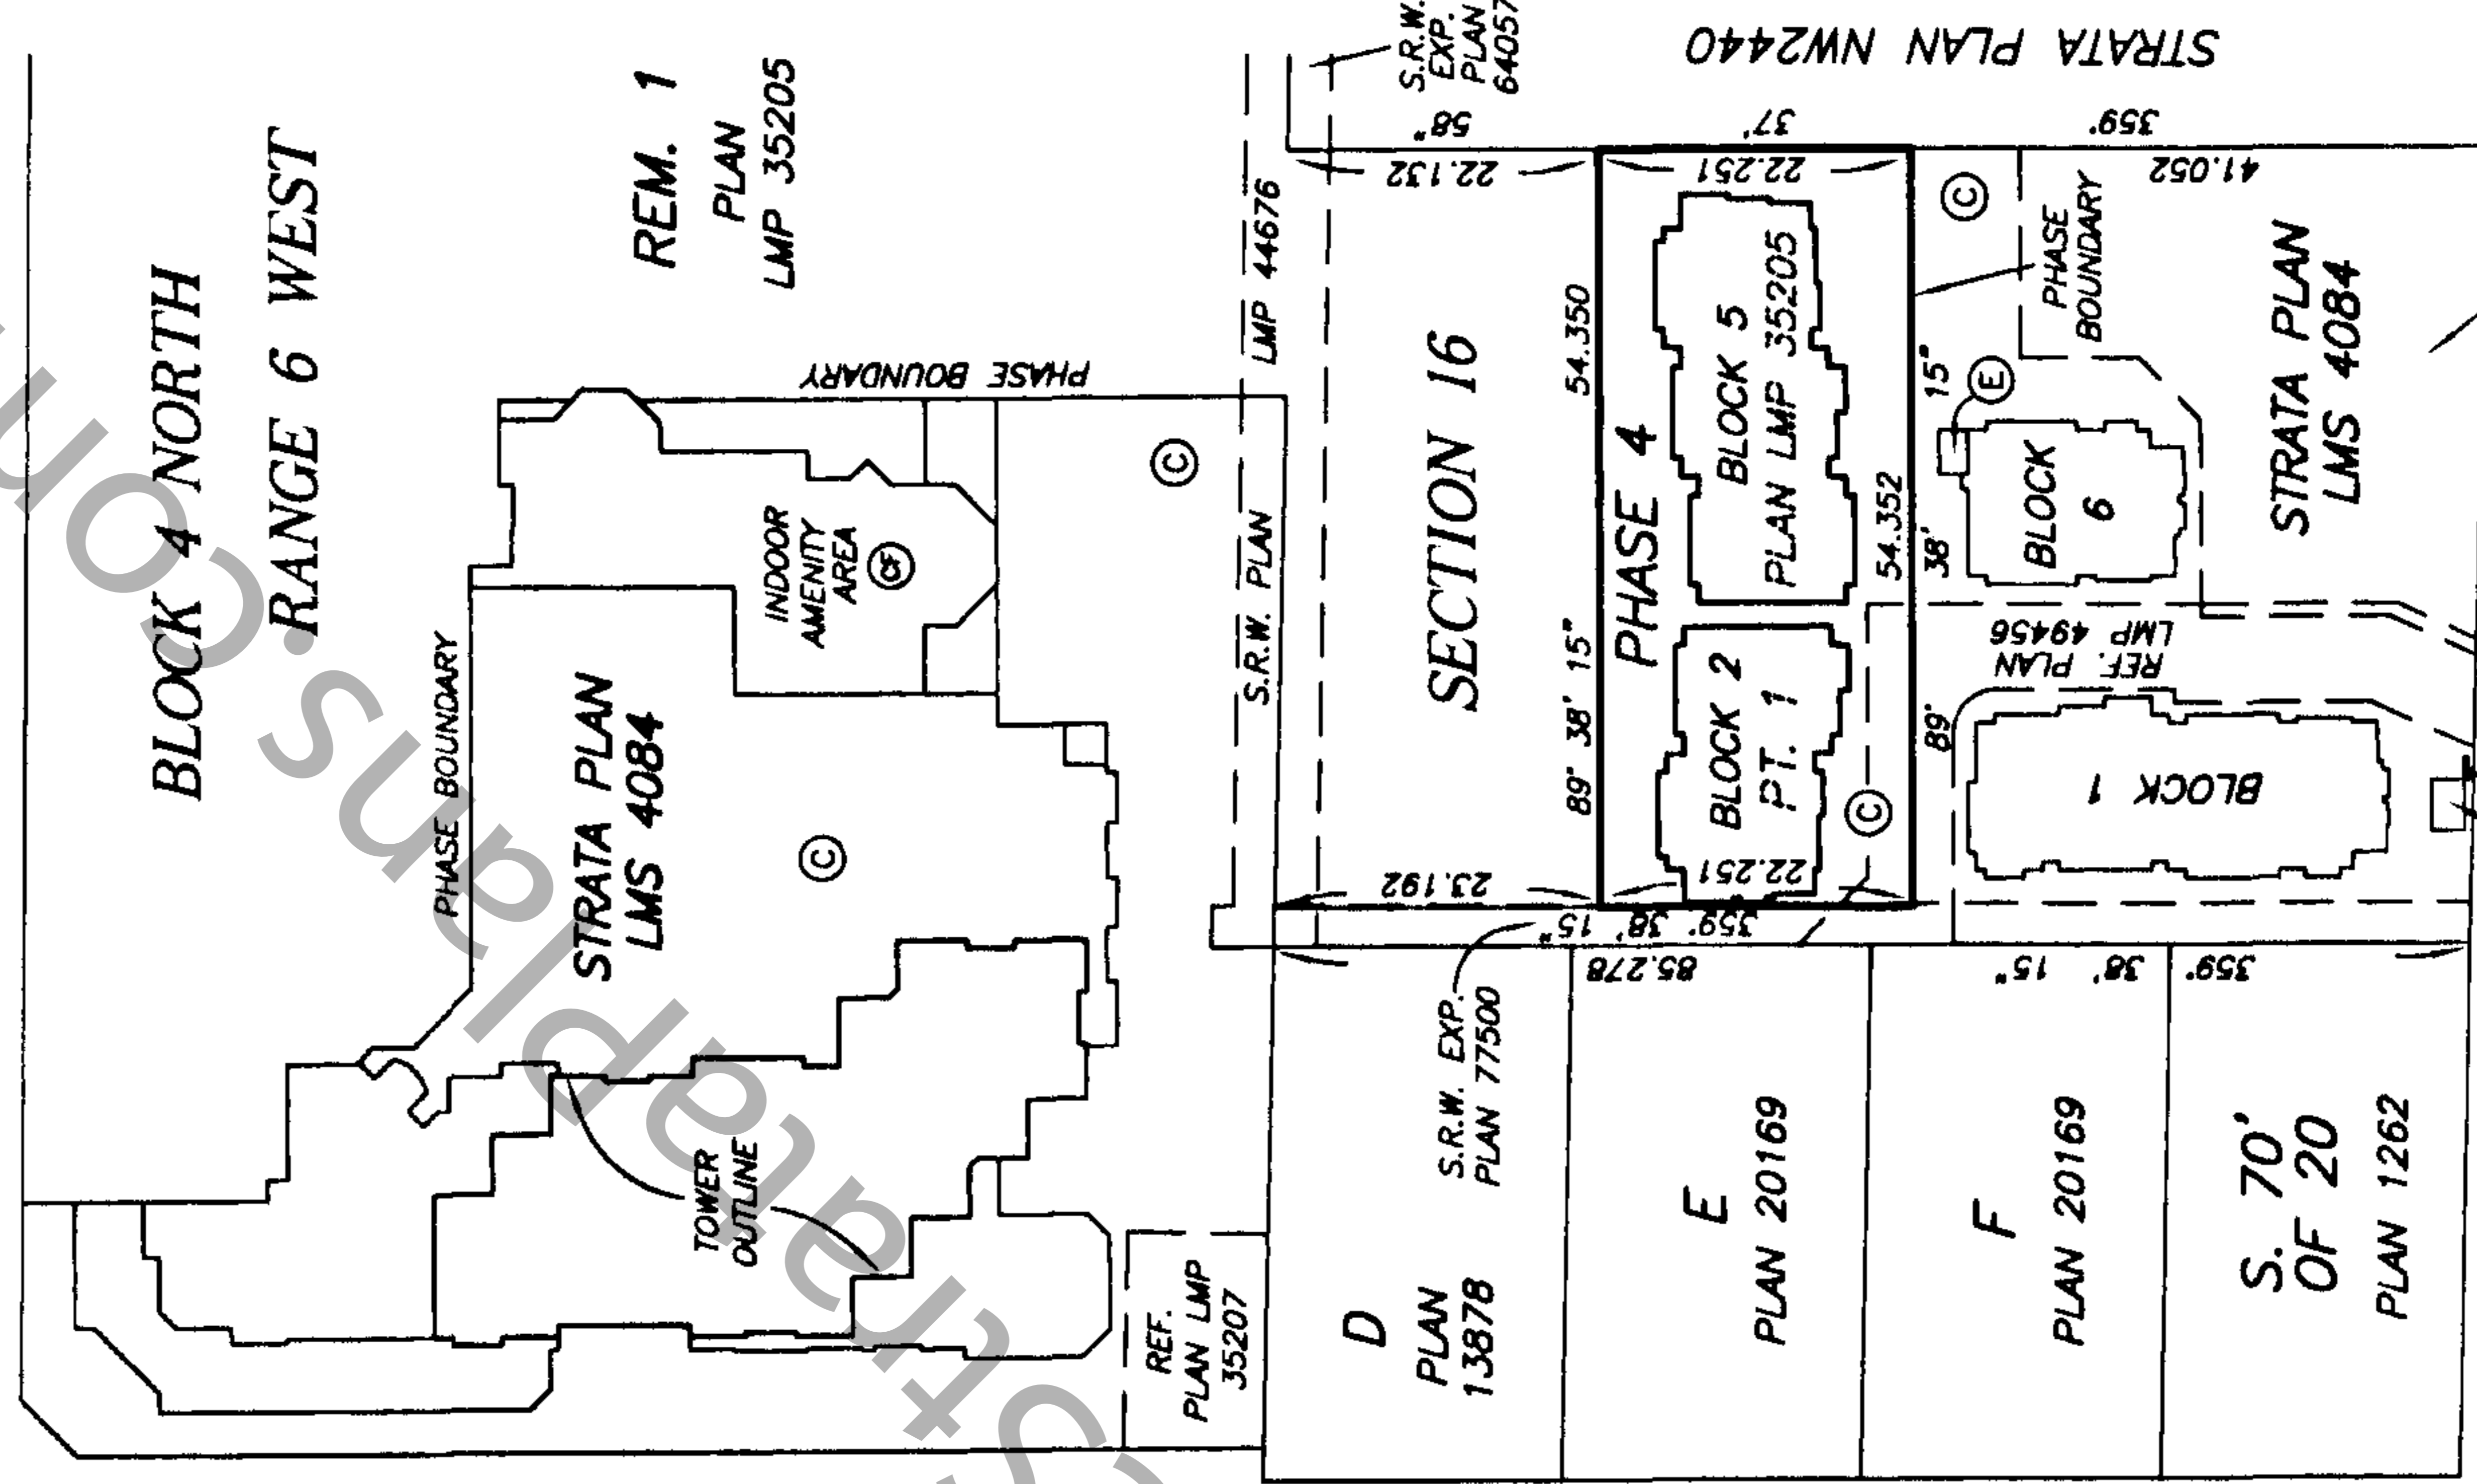 BLOCK 4 NORTH
RANGE 6 WEST
REM. 1
PLAN
LMP 35205
PHASE BOUNDARY
STRATA PLAN
LMS 4084
C
INDOOR
AMENITY
AREA
CF
PHASE BOUNDARY
C
TOWER
OUTLINE
REF.
PLAN LMP
35207
S.R.W. PLAN LMP 44676
S.R.W.
EXP.
PLAN
64057
STRATA PLAN NW2440
58"
37'
359°
22.132
22.251
41.052
SECTION 16
89° 38' 15"
54.350
PHASE 4
BLOCK 5
PLAN LMP 35205
BLOCK 2
PT. 1
C
54.352
89° 38' 15"
23.192
22.251
359° 38' 15"
85.278
359° 38' 15"
S.R.W. EXP.
PLAN 77500
C
PHASE
BOUNDARY
E
BLOCK
6
STRATA PLAN
LMS 4084
REF. PLAN
LMP 49456
BLOCK 1
D
PLAN
13878
E
PLAN 20169
F
PLAN 20169
S. 70'
OF 20
PLAN 1262